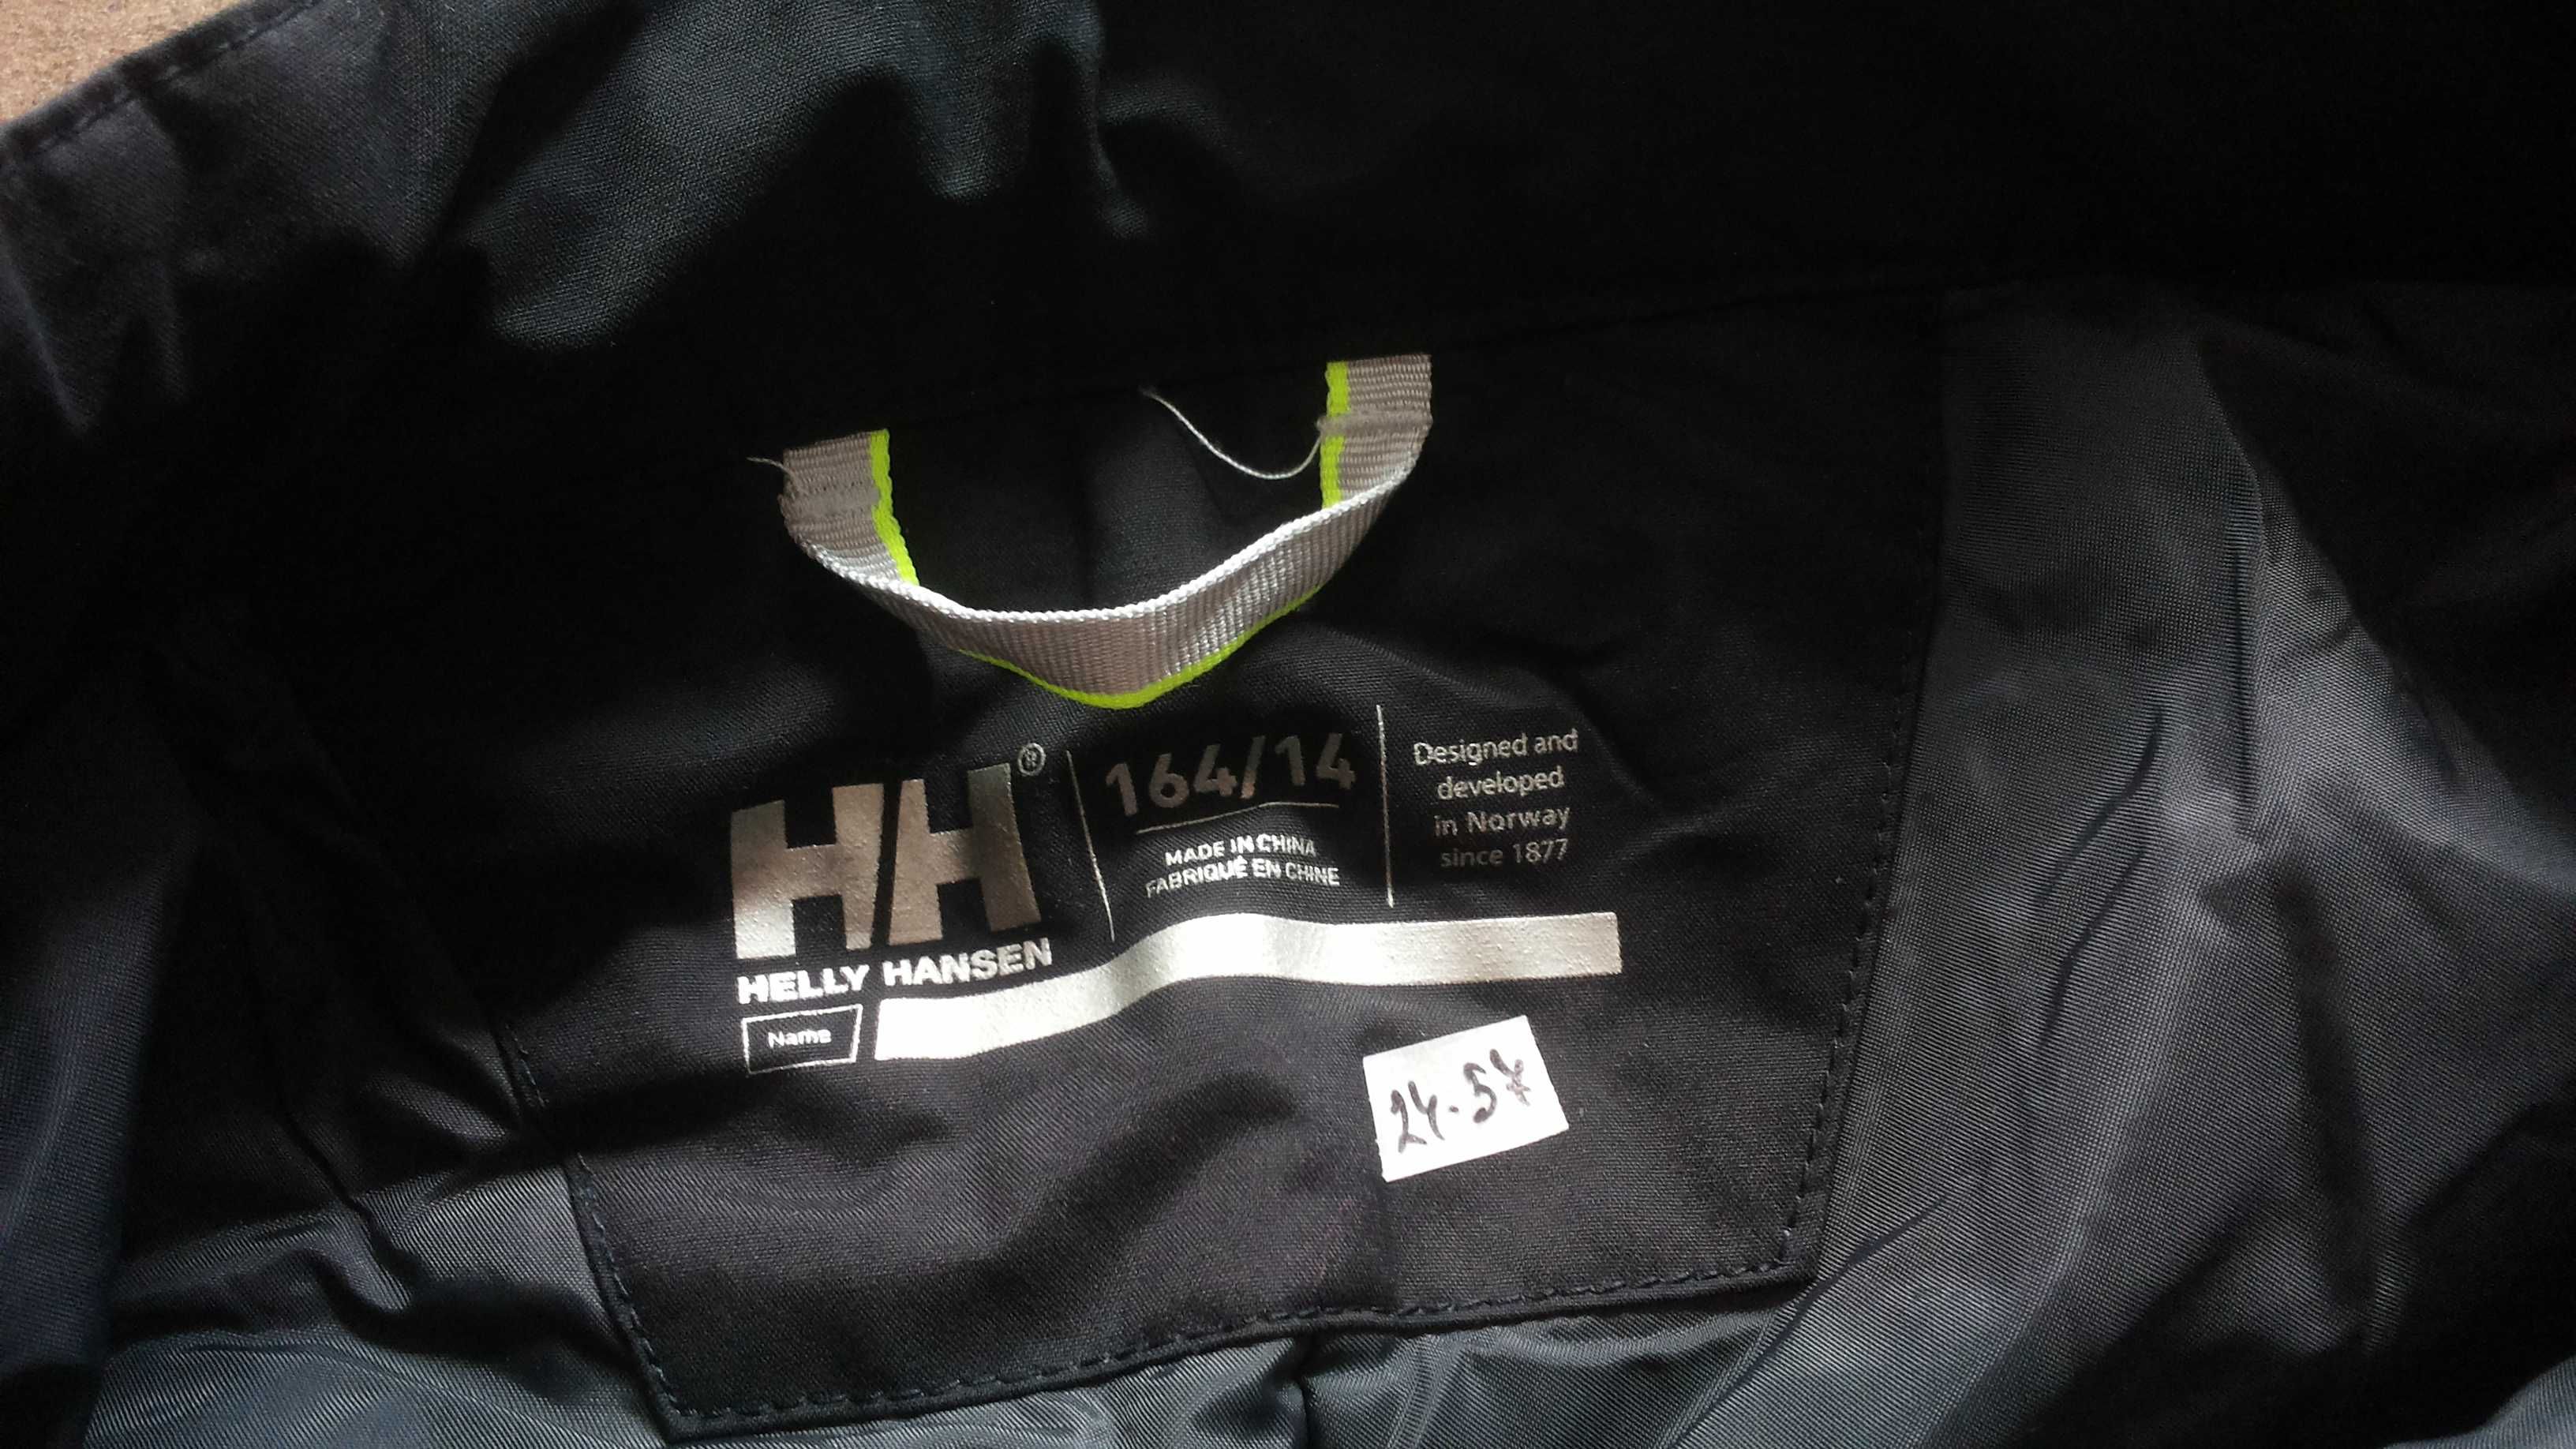 HH®
HELLY HANSEN
164/14
MADE IN CHINA
FABRIQUÉ EN CHINE
Designed and
developed
in Norway
since 1877
Name
24-57